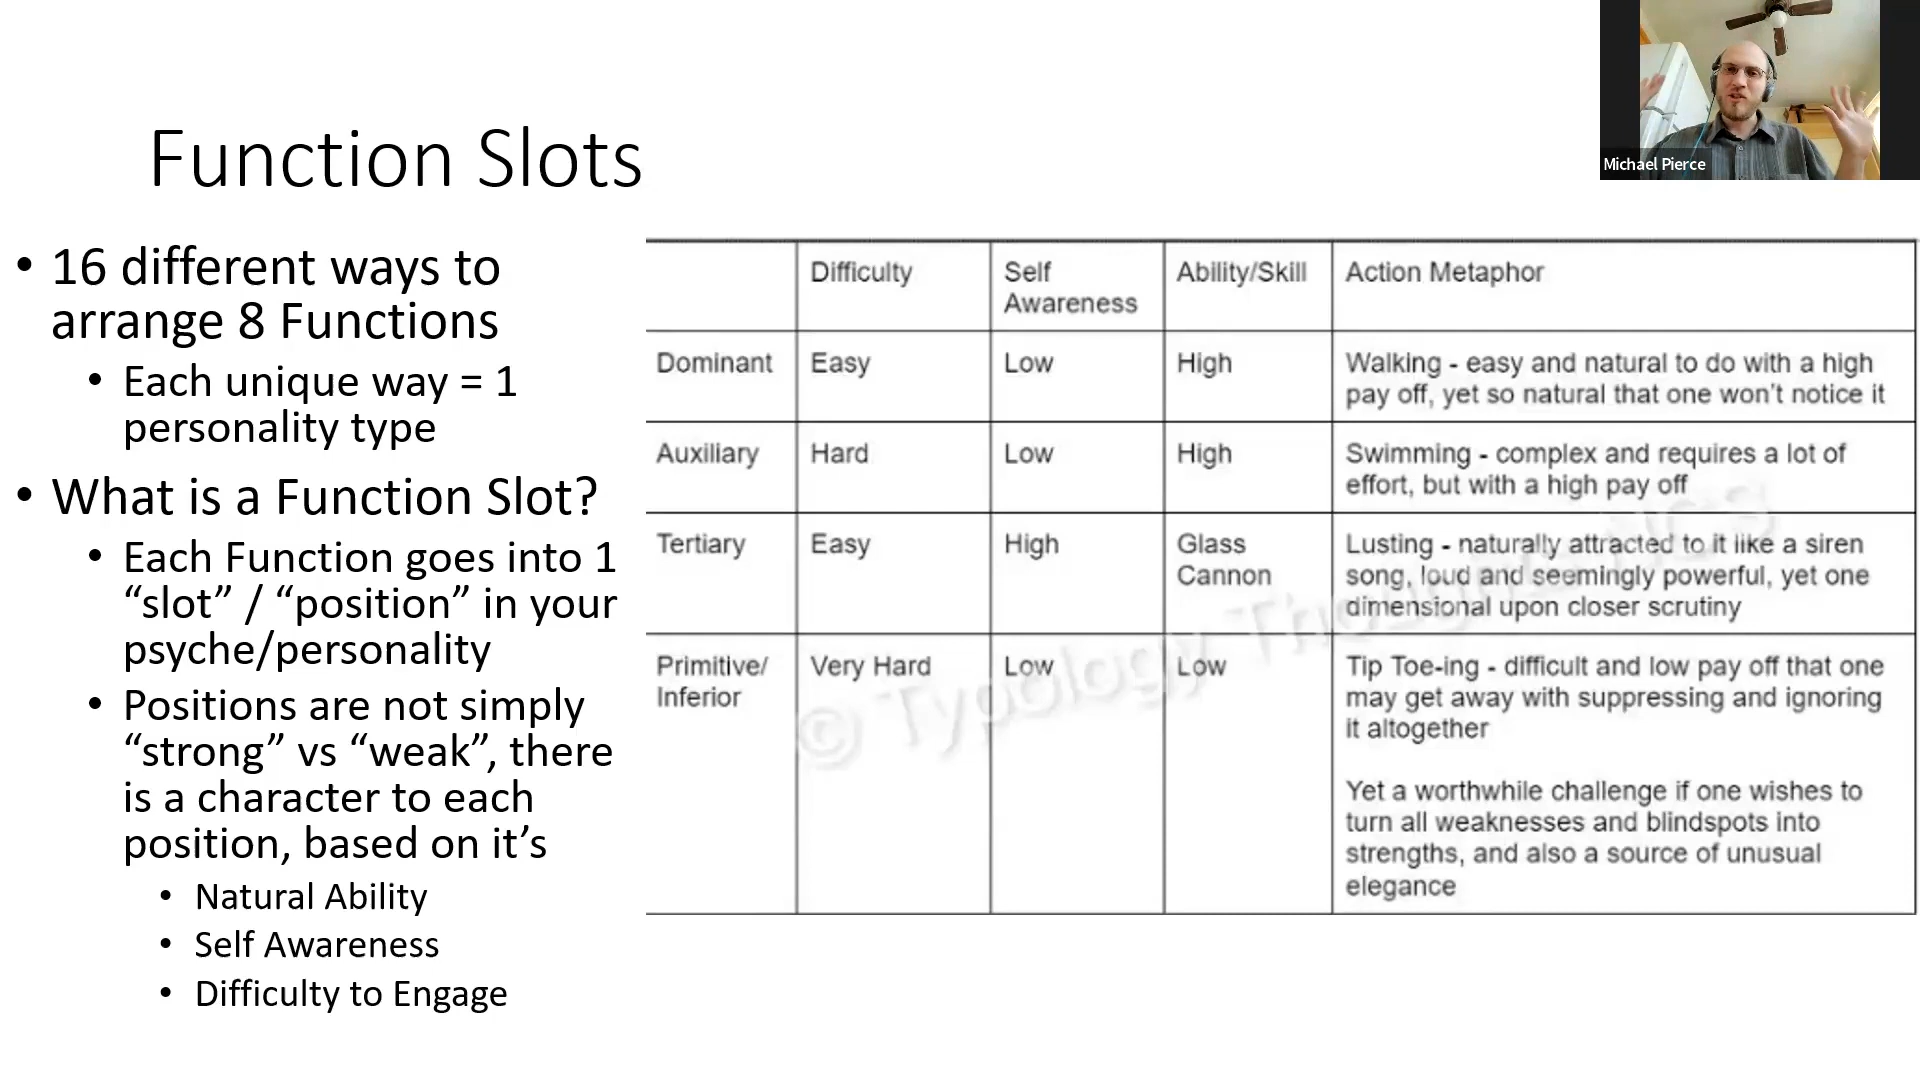 Michael Pierce
Function Slots
• 16 different ways to
arrange 8 Functions
• Each unique way = 1
personality type
• What is a Function Slot?
• Each Function goes into 1
“slot” / “position” in your
psyche/personality
• Positions are not simply
“strong” vs “weak”, there
is a character to each
position, based on it’s
• Natural Ability
• Self Awareness
• Difficulty to Engage
Difficulty
Self
Awareness
Ability/Skill
Action Metaphor
Dominant
Easy
Low
High
Walking - easy and natural to do with a high
pay off, yet so natural that one won’t notice it
Auxiliary
Hard
Low
High
Swimming - complex and requires a lot of
effort, but with a high pay off
Tertiary
Easy
High
Glass
Cannon
Lusting - naturally attracted to it like a siren
song, loud and seemingly powerful, yet one
dimensional upon closer scrutiny
Primitive/
Inferior
Very Hard
Low
Low
Tip Toe-ing - difficult and low pay off that one
may get away with suppressing and ignoring
it altogether
Yet a worthwhile challenge if one wishes to
turn all weaknesses and blindspots into
strengths, and also a source of unusual
elegance
© Typology